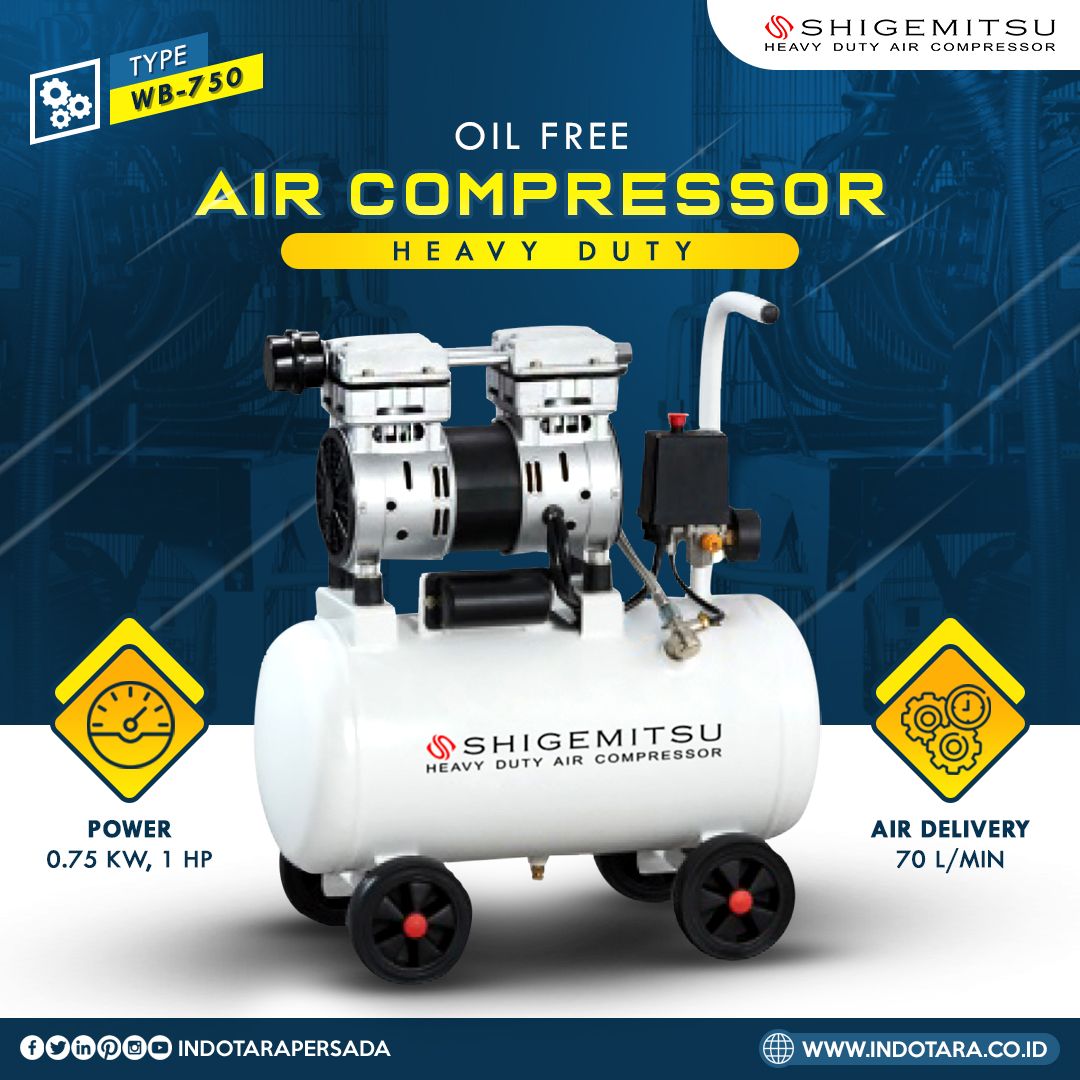 SHIGEMITSU
HEAVY DUTY AIR COMPRESSOR
TYPE
WB-750
OIL FREE
AIR COMPRESSOR
HEAVY DUTY
SHIGEMITSU
HEAVY DUTY AIR COMPRESSOR
POWER
0.75 KW, 1 HP
AIR DELIVERY
70 L/MIN
INDOTARAPERSADA
WWW.INDOTARA.CO.ID